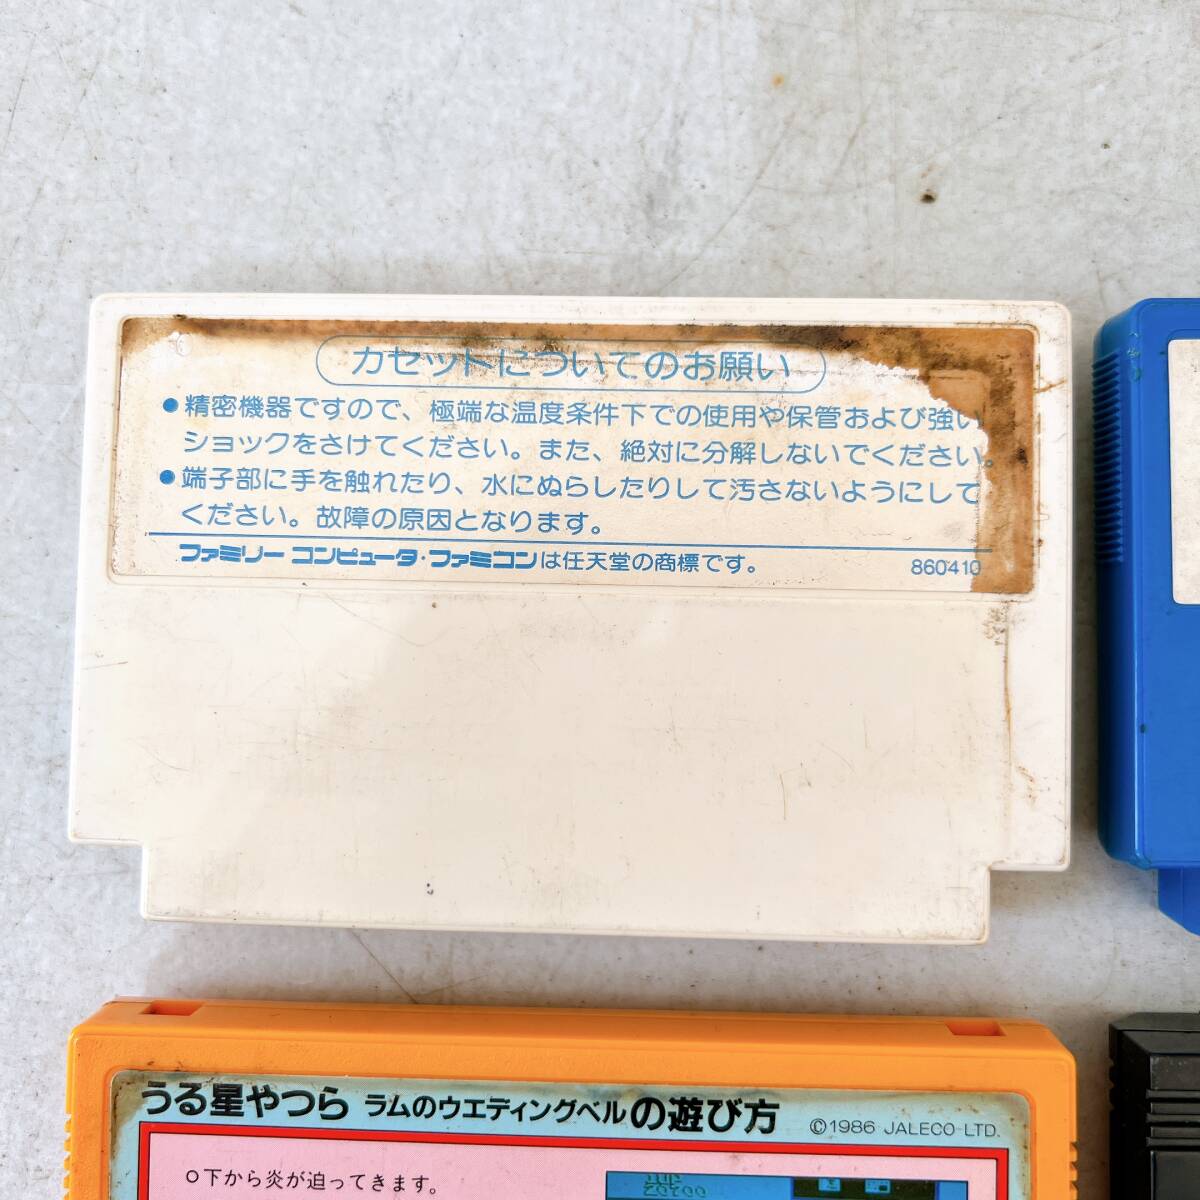 カセットについてのお願い
●精密機器ですので、極端な温度条件下での使用や保管および強い
ショックをさけてください。また、絶対に分解しないでください。
●端子部に手を触れたり、水にぬらしたりして汚さないようにして
ください。故障の原因となります。
ファミリー コンピュータ・ファミコンは任天堂の商標です。
860410
うる星やつら ラムのウエディングベルの遊び方
©1986 JALECO-LTD.
○下から炎が迫ってきます。